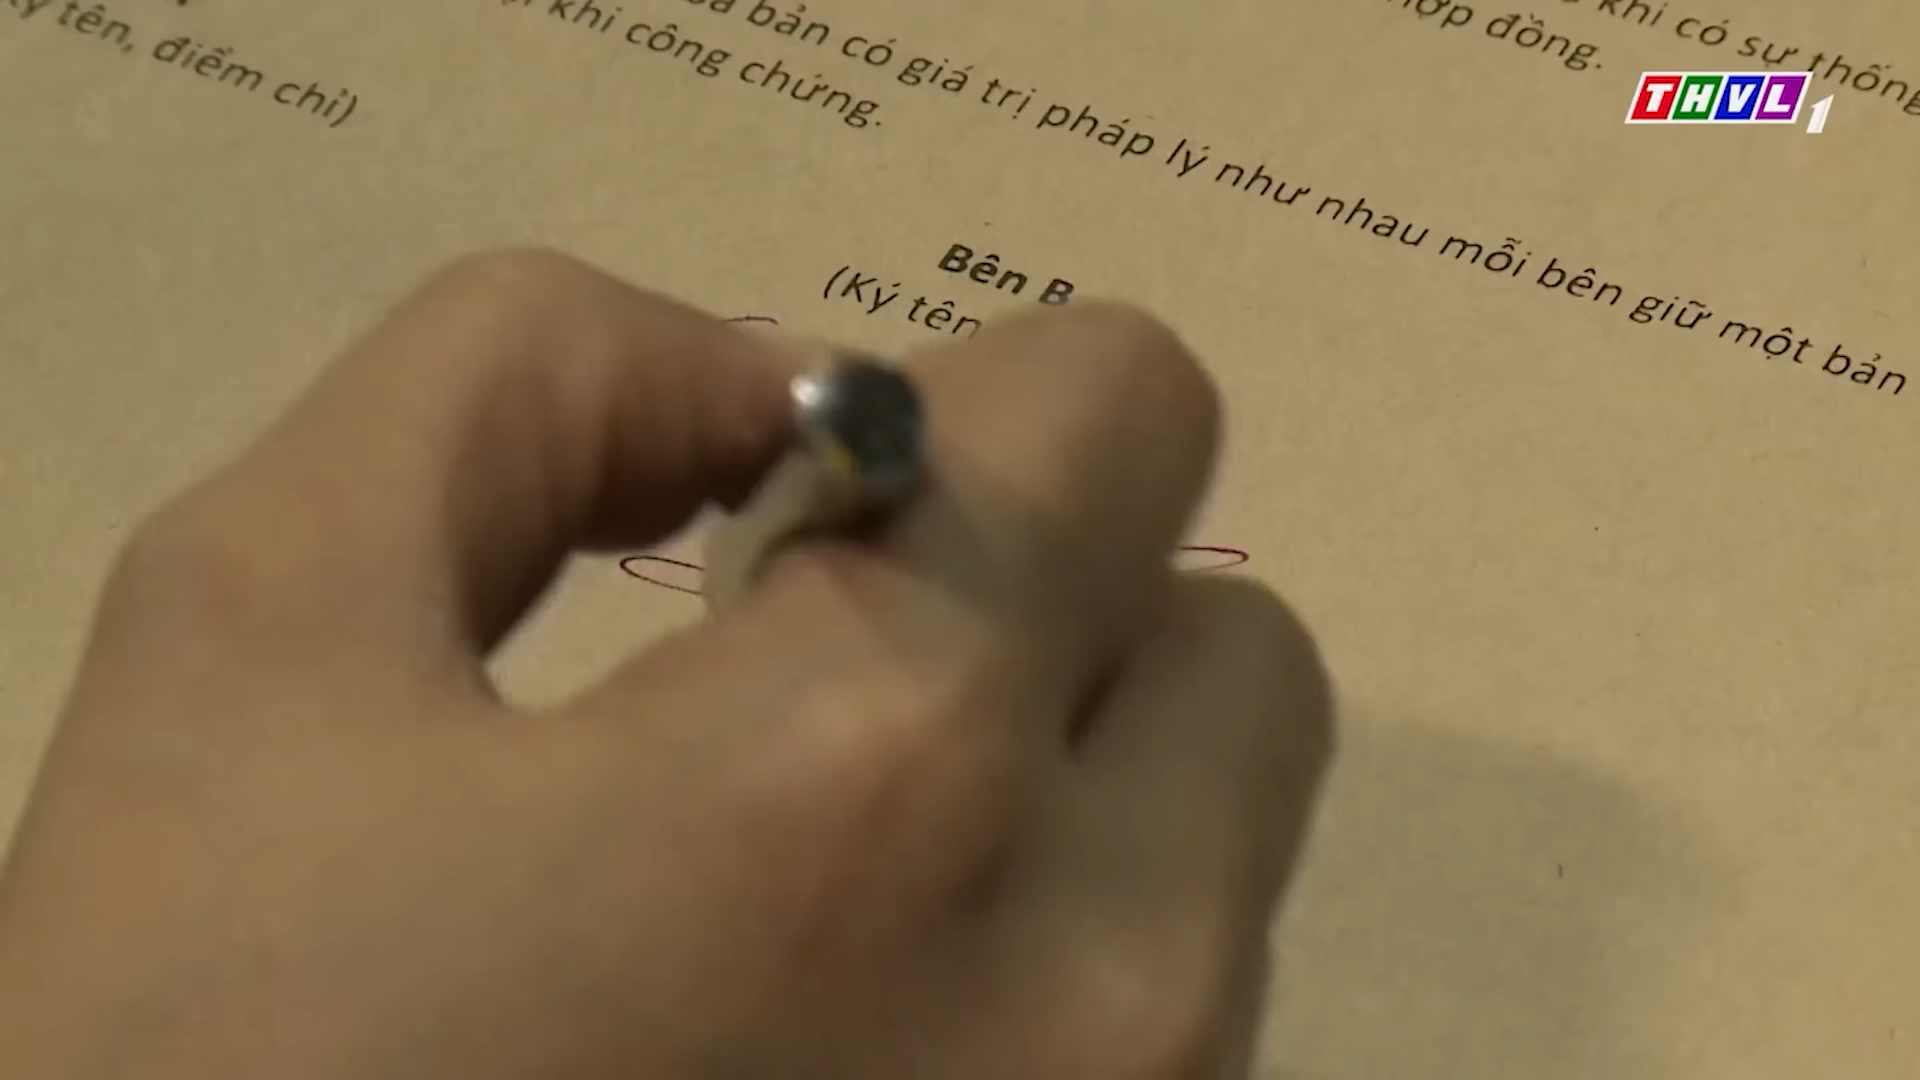 khi có sự thống
hợp đồng.
bản có giá trị pháp lý như nhau mỗi bên giữ một bản
khi công chứng.
tên, điểm chỉ)
Bên B
(Ký tên
THVL1